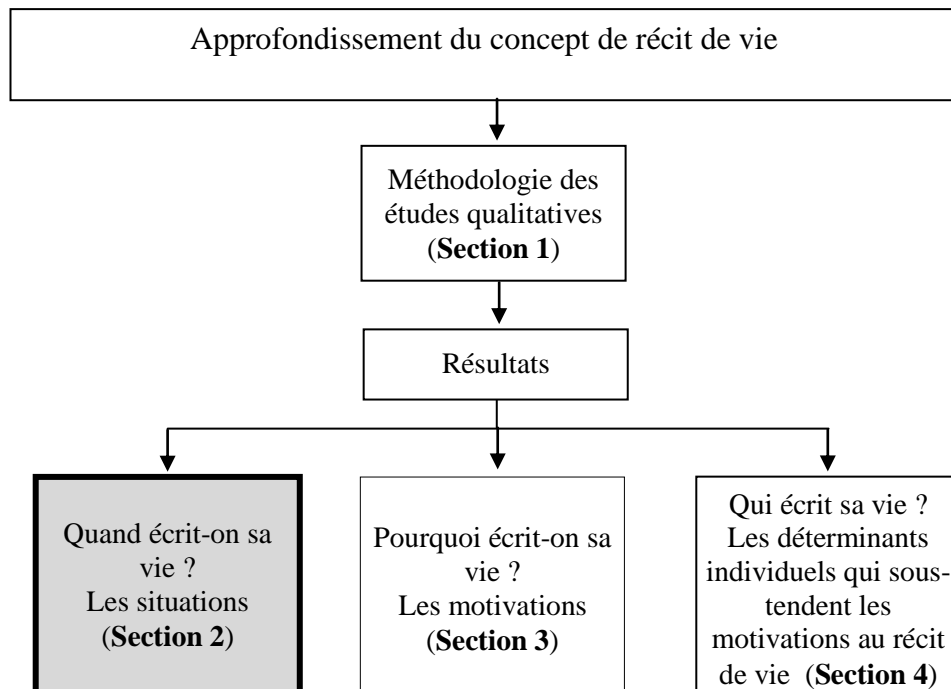 Approfondissement du concept de récit de vie
Méthodologie des
études qualitatives
(Section 1)
Résultats
Quand écrit-on sa
vie ?
Les situations
(Section 2)
Pourquoi écrit-on sa
vie ?
Les motivations
(Section 3)
Qui écrit sa vie ?
Les déterminants
individuels qui sous-
tendent les
motivations au récit
de vie (Section 4)